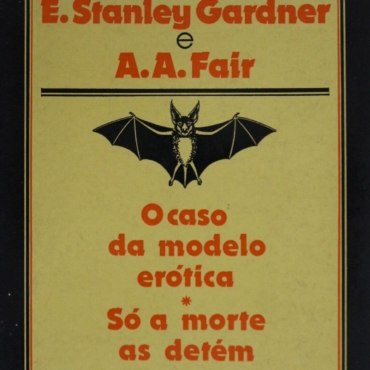 E. Stanley Gardner
e
A. A. Fair
O caso
da modelo
erótica
*
Só a morte
as detém